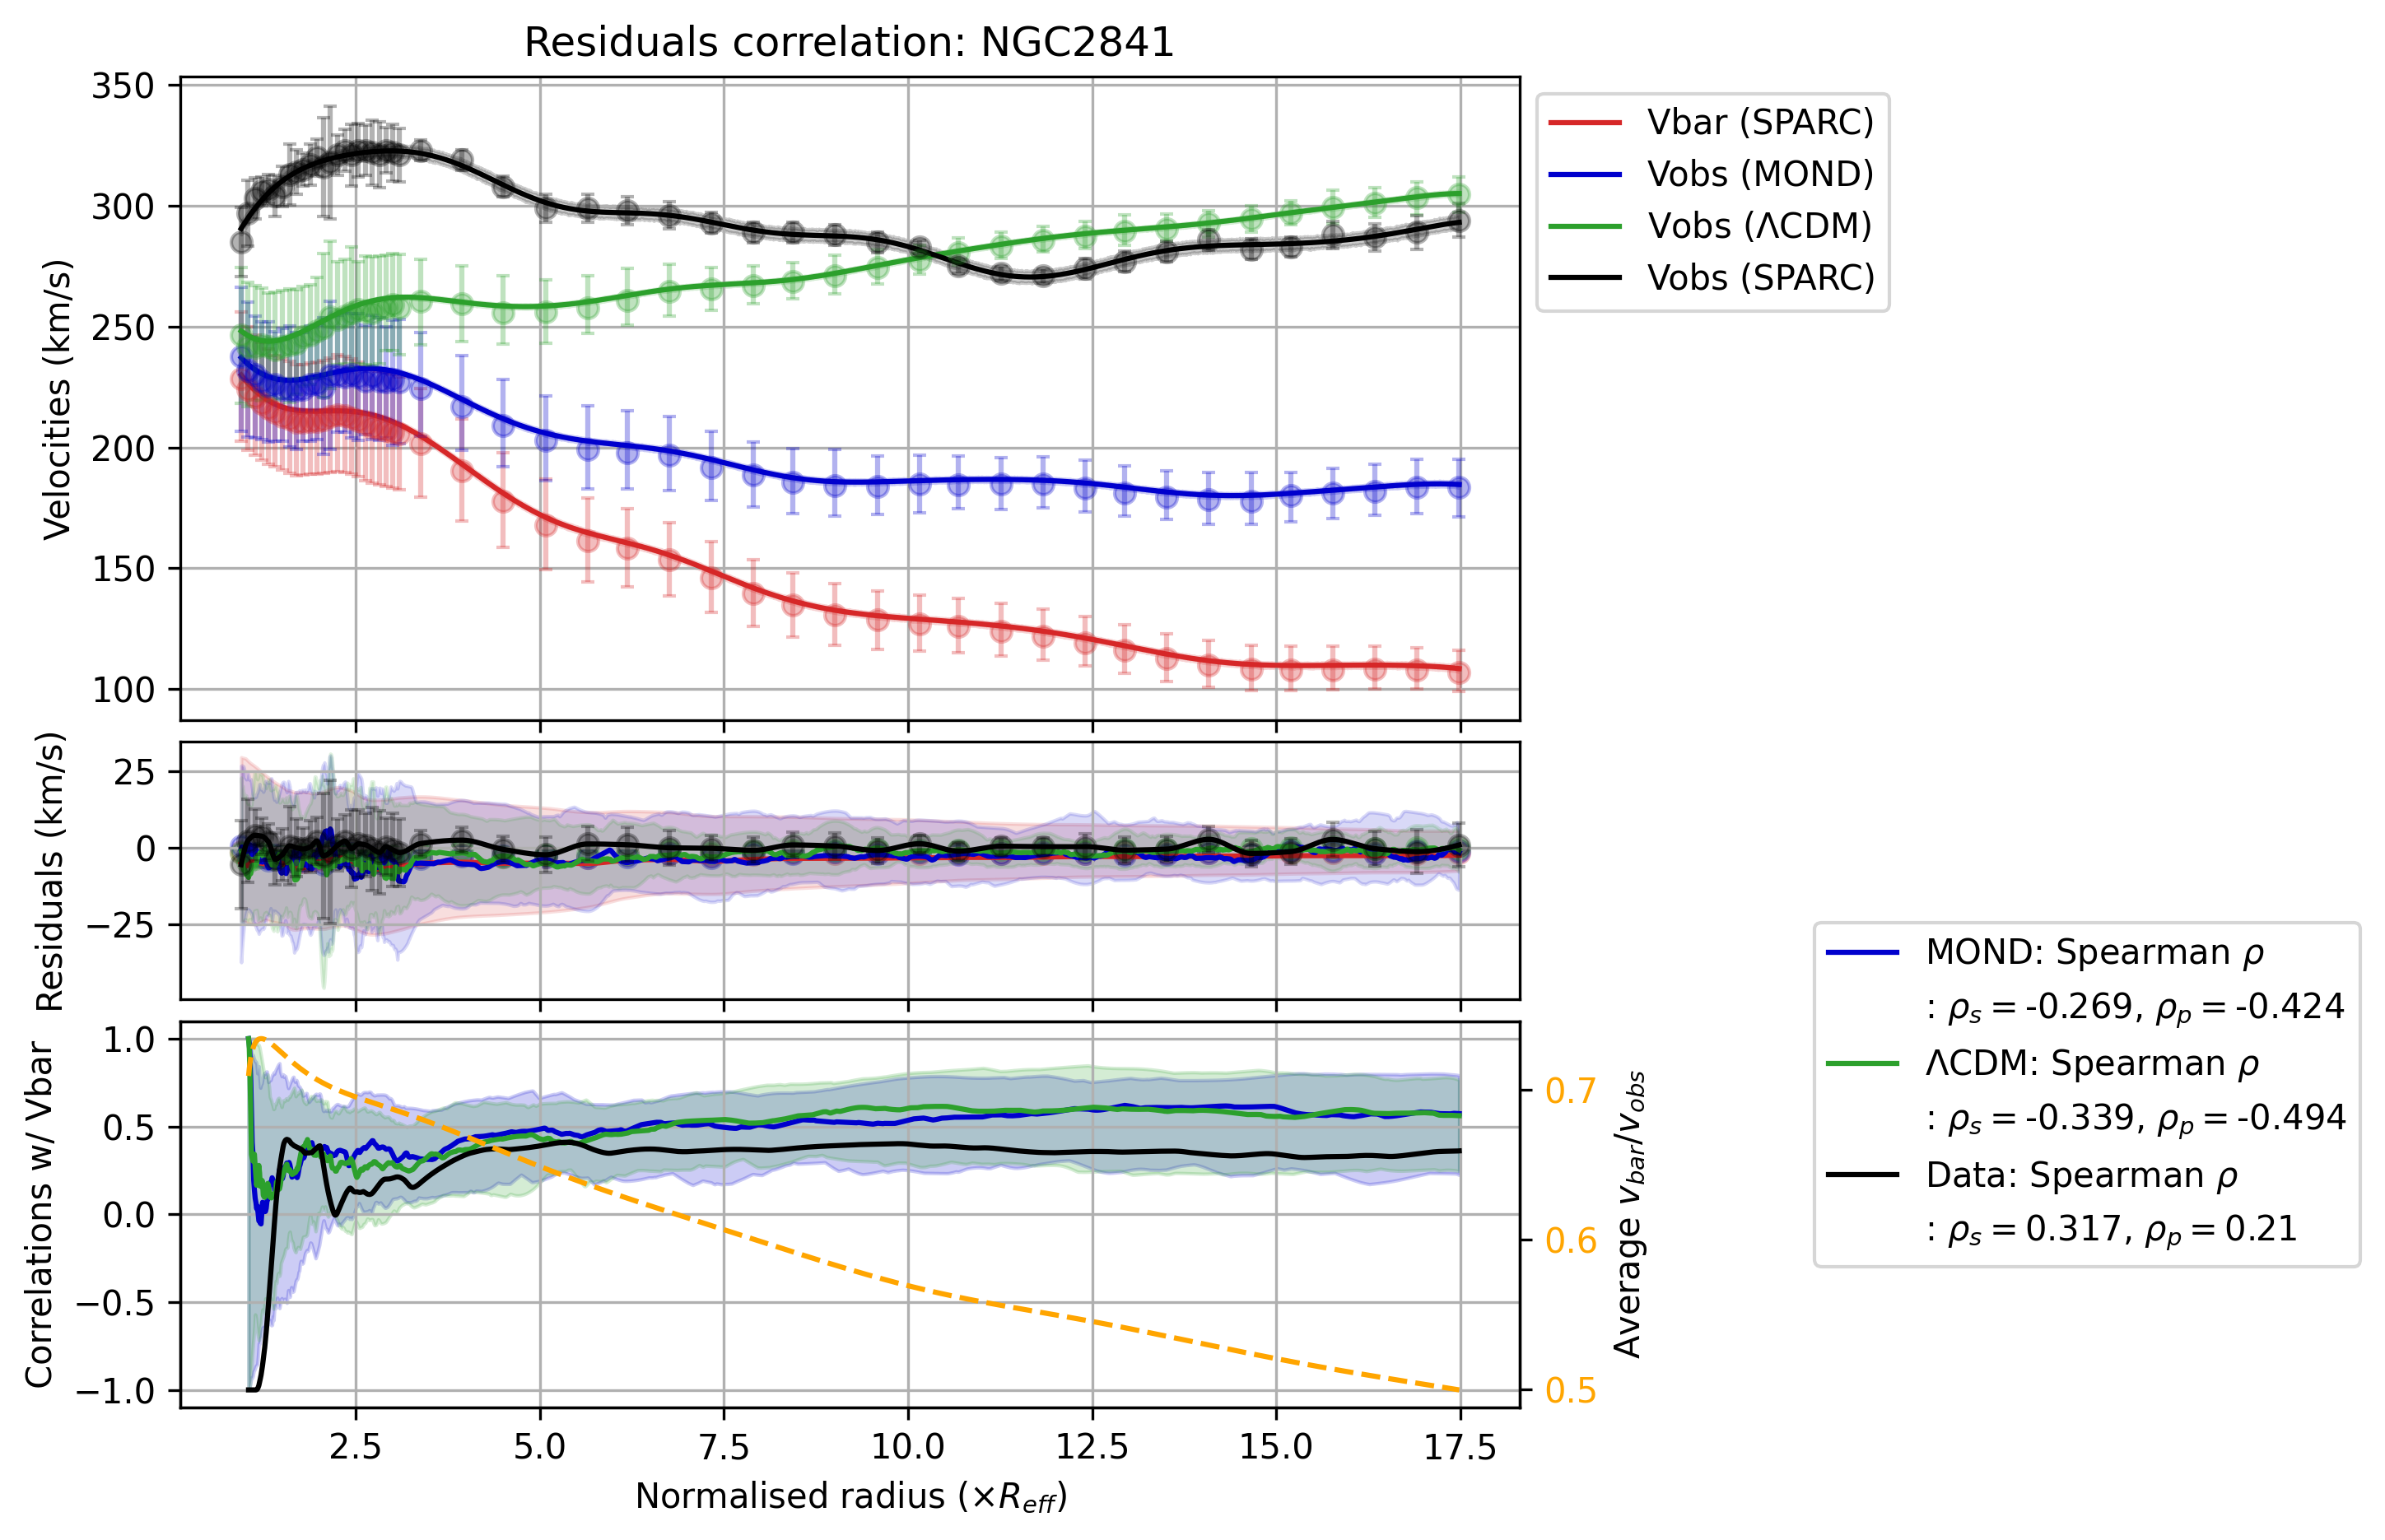 Residuals correlation: NGC2841
350
300
250
200
150
100
Velocities (km/s)
Vbar (SPARC)
Vobs (MOND)
Vobs (ΛCDM)
Vobs (SPARC)
25
0
−25
Residuals (km/s)
1.0
0.5
0.0
−0.5
−1.0
Correlations w/ Vbar
0.7
0.6
0.5
Average v_bar/v_obs
MOND: Spearman ρ
: ρ_s = -0.269, ρ_p = -0.424
ΛCDM: Spearman ρ
: ρ_s = -0.339, ρ_p = -0.494
Data: Spearman ρ
: ρ_s = 0.317, ρ_p = 0.21
2.5 5.0 7.5 10.0 12.5 15.0 17.5
Normalised radius (×R_eff)